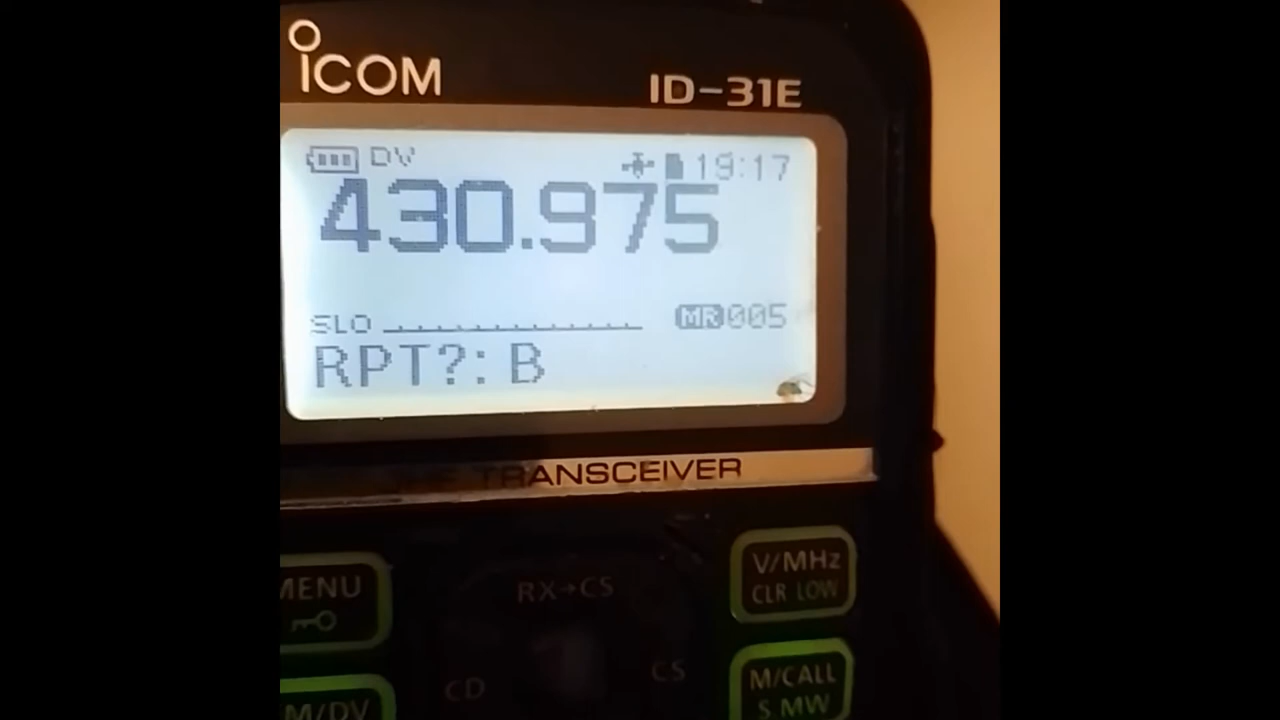 iCOM
ID-31E
DV 19:17
430.975
SLO MR005
RPT?: B
TRANSCEIVER
V/MHz
CLR LOW
MENU
RX→CS
CD
CS
M/CALL
S.MW
M/DV